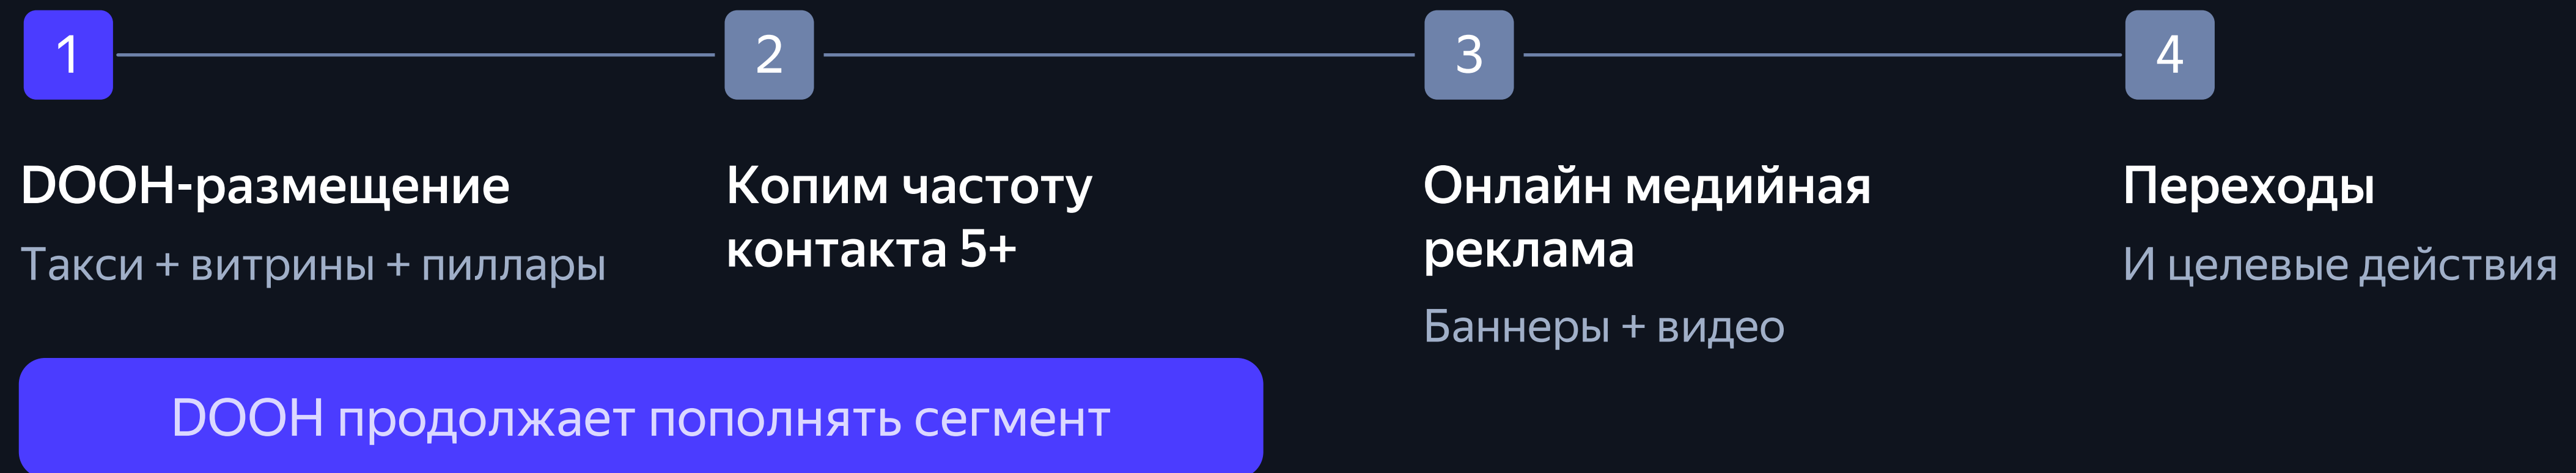 1
2
3
4
DOOH-размещение
Такси + витрины + пиллары
Копим частоту
контакта 5+
Онлайн медийная
реклама
Баннеры + видео
Переходы
И целевые действия
DOOH продолжает пополнять сегмент